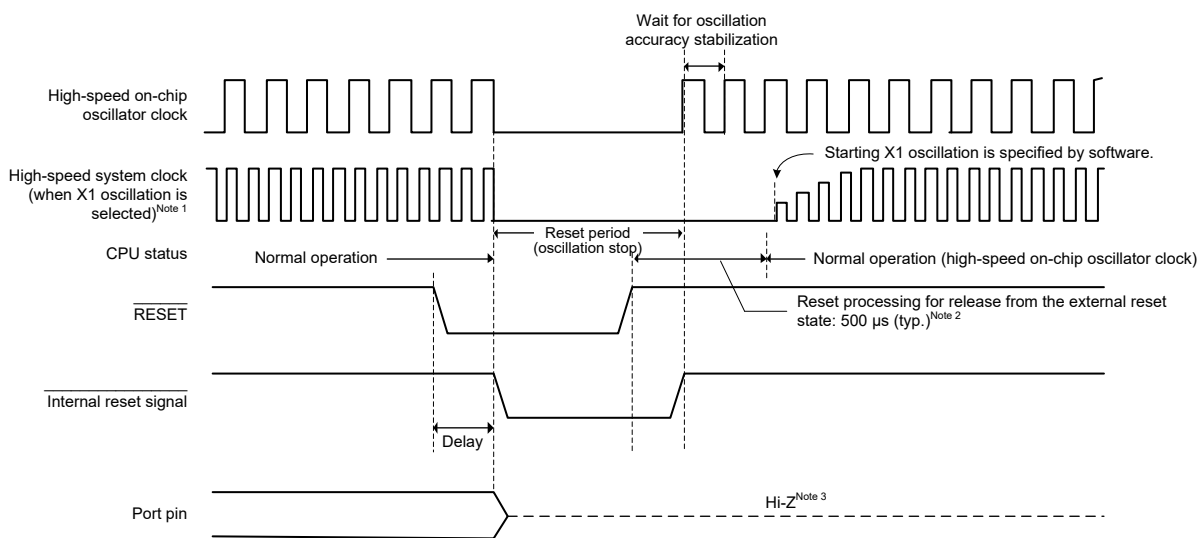 Wait for oscillation
accuracy stabilization
High-speed on-chip
oscillator clock
Starting X1 oscillation is specified by software.
High-speed system clock
(when X1 oscillation is
selected)Note 1
Reset period
(oscillation stop)
CPU status
Normal operation
Normal operation (high-speed on-chip oscillator clock)
RESET
Reset processing for release from the external reset
state: 500 µs (typ.)Note 2
Internal reset signal
Delay
Port pin
Hi-ZNote 3